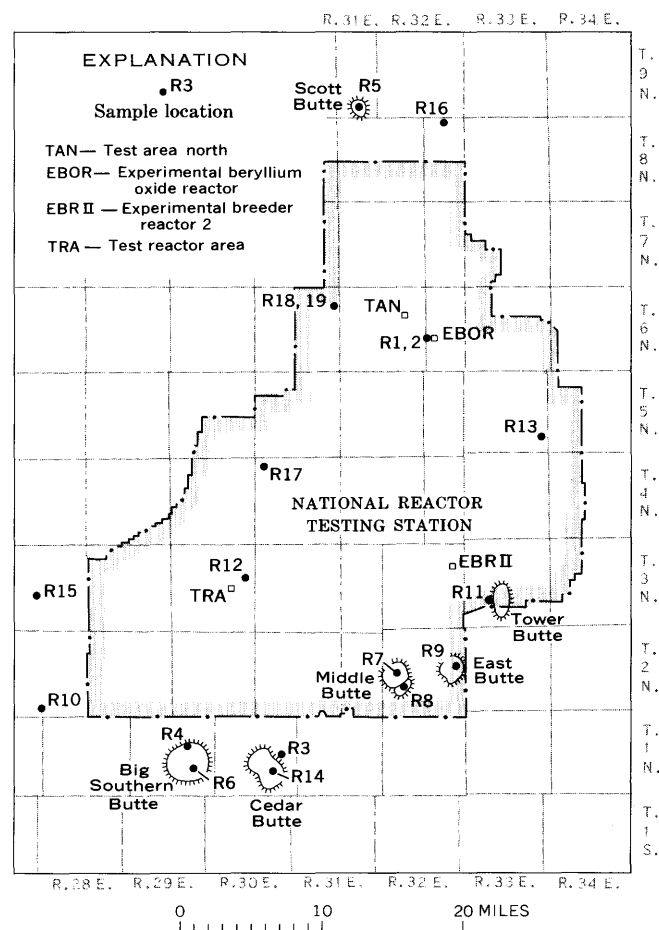 R.31 E. R.32 E. R.33 E. R.34 E.
EXPLANATION
R3
Sample location
TAN— Test area north
EBOR— Experimental beryllium
oxide reactor
EBR II — Experimental breeder
reactor 2
TRA — Test reactor area
Scott
Butte
R5
R16
T.
9
N.
T.
8
N.
T.
7
N.
R18, 19
TAN
R1, 2
EBOR
T.
6
N.
T.
5
N.
R13
R17
NATIONAL REACTOR
TESTING STATION
T.
4
N.
R12
TRA
EBR II
R15
R11
Tower
Butte
T.
3
N.
R7
Middle
Butte
R8
R9
East
Butte
T.
2
N.
R10
R4
Big
Southern
Butte
R6
R3
R14
Cedar
Butte
T.
1
N.
T.
1
S.
R.28 E. R.29 E. R.30 E. R.31 E. R.32 E. R.33 E. R.34 E.
0 10 20 MILES